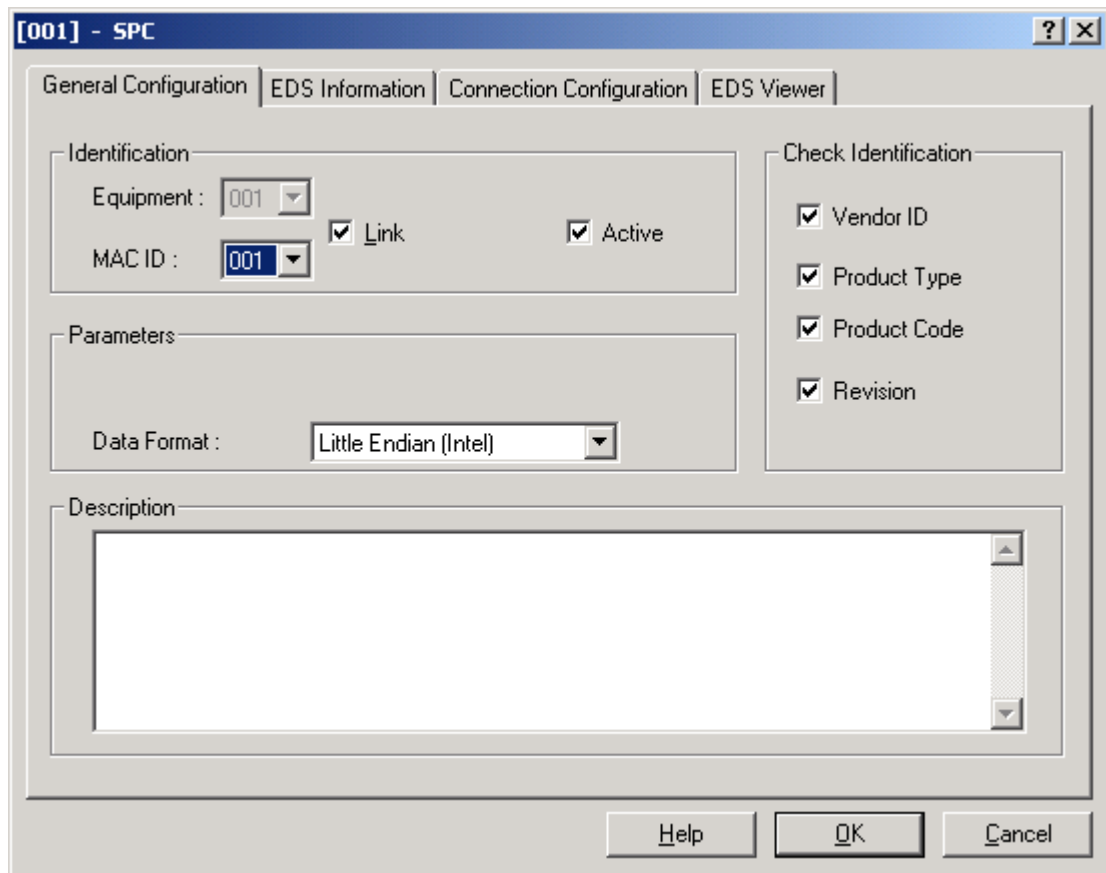 [001] - SPC
General Configuration EDS Information Connection Configuration EDS Viewer
Identification
Equipment : 001
MAC ID : 001
Link
Active
Check Identification
Vendor ID
Product Type
Product Code
Revision
Parameters
Data Format : Little Endian (Intel)
Description
Help OK Cancel